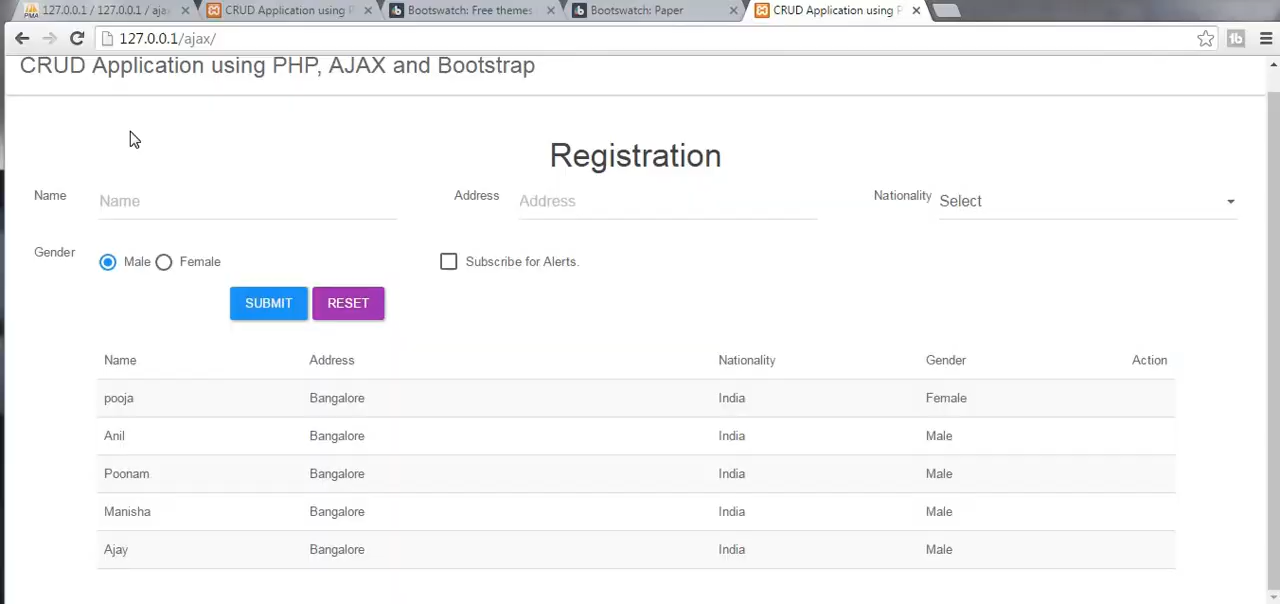 127.0.0.1 / 127.0.0.1 / aja
CRUD Application using P
Bootswatch: Free themes
Bootswatch: Paper
CRUD Application using P
127.0.0.1/ajax/
CRUD Application using PHP, AJAX and Bootstrap
Registration
Name Name Address Address Nationality Select
Gender Male Female Subscribe for Alerts.
SUBMIT RESET
Name Address Nationality Gender Action
pooja Bangalore India Female
Anil Bangalore India Male
Poonam Bangalore India Male
Manisha Bangalore India Male
Ajay Bangalore India Male